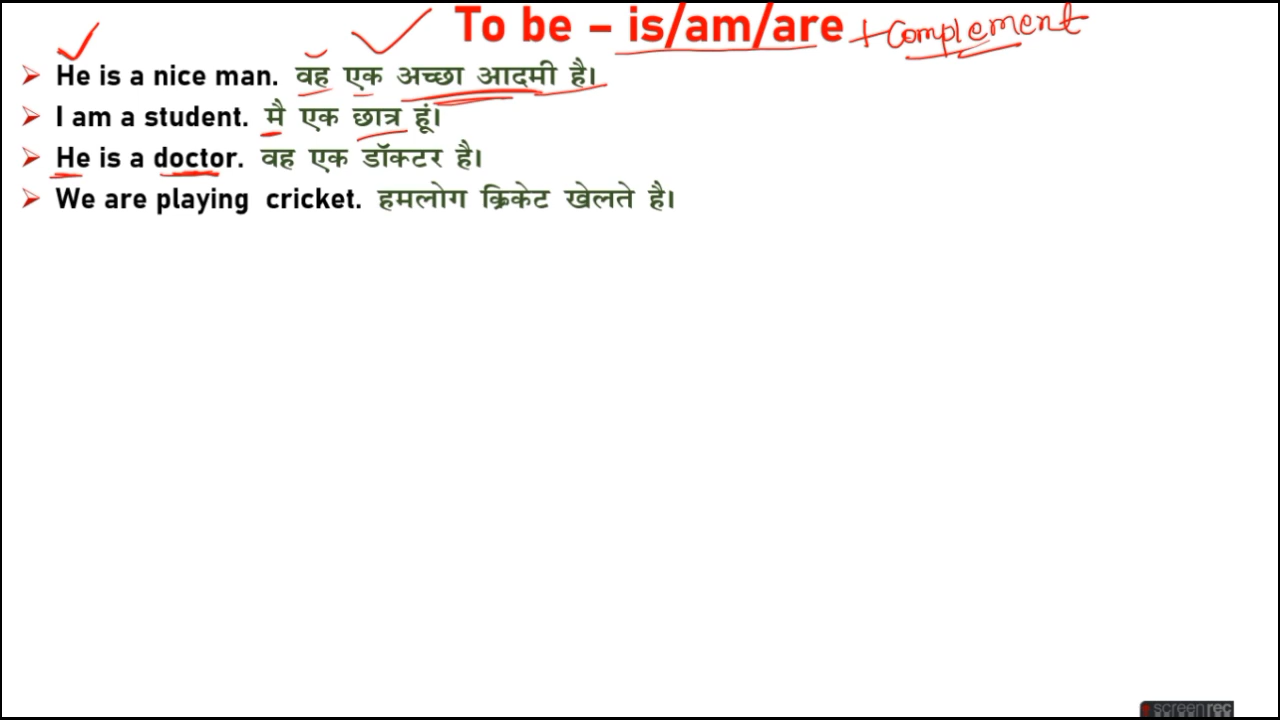 To be – is/am/are + Complement
➢ He is a nice man. वह एक अच्छा आदमी है।
➢ I am a student. मै एक छात्र हूं।
➢ He is a doctor. वह एक डॉक्टर है।
➢ We are playing cricket. हमलोग क्रिकेट खेलते है।
screenrec